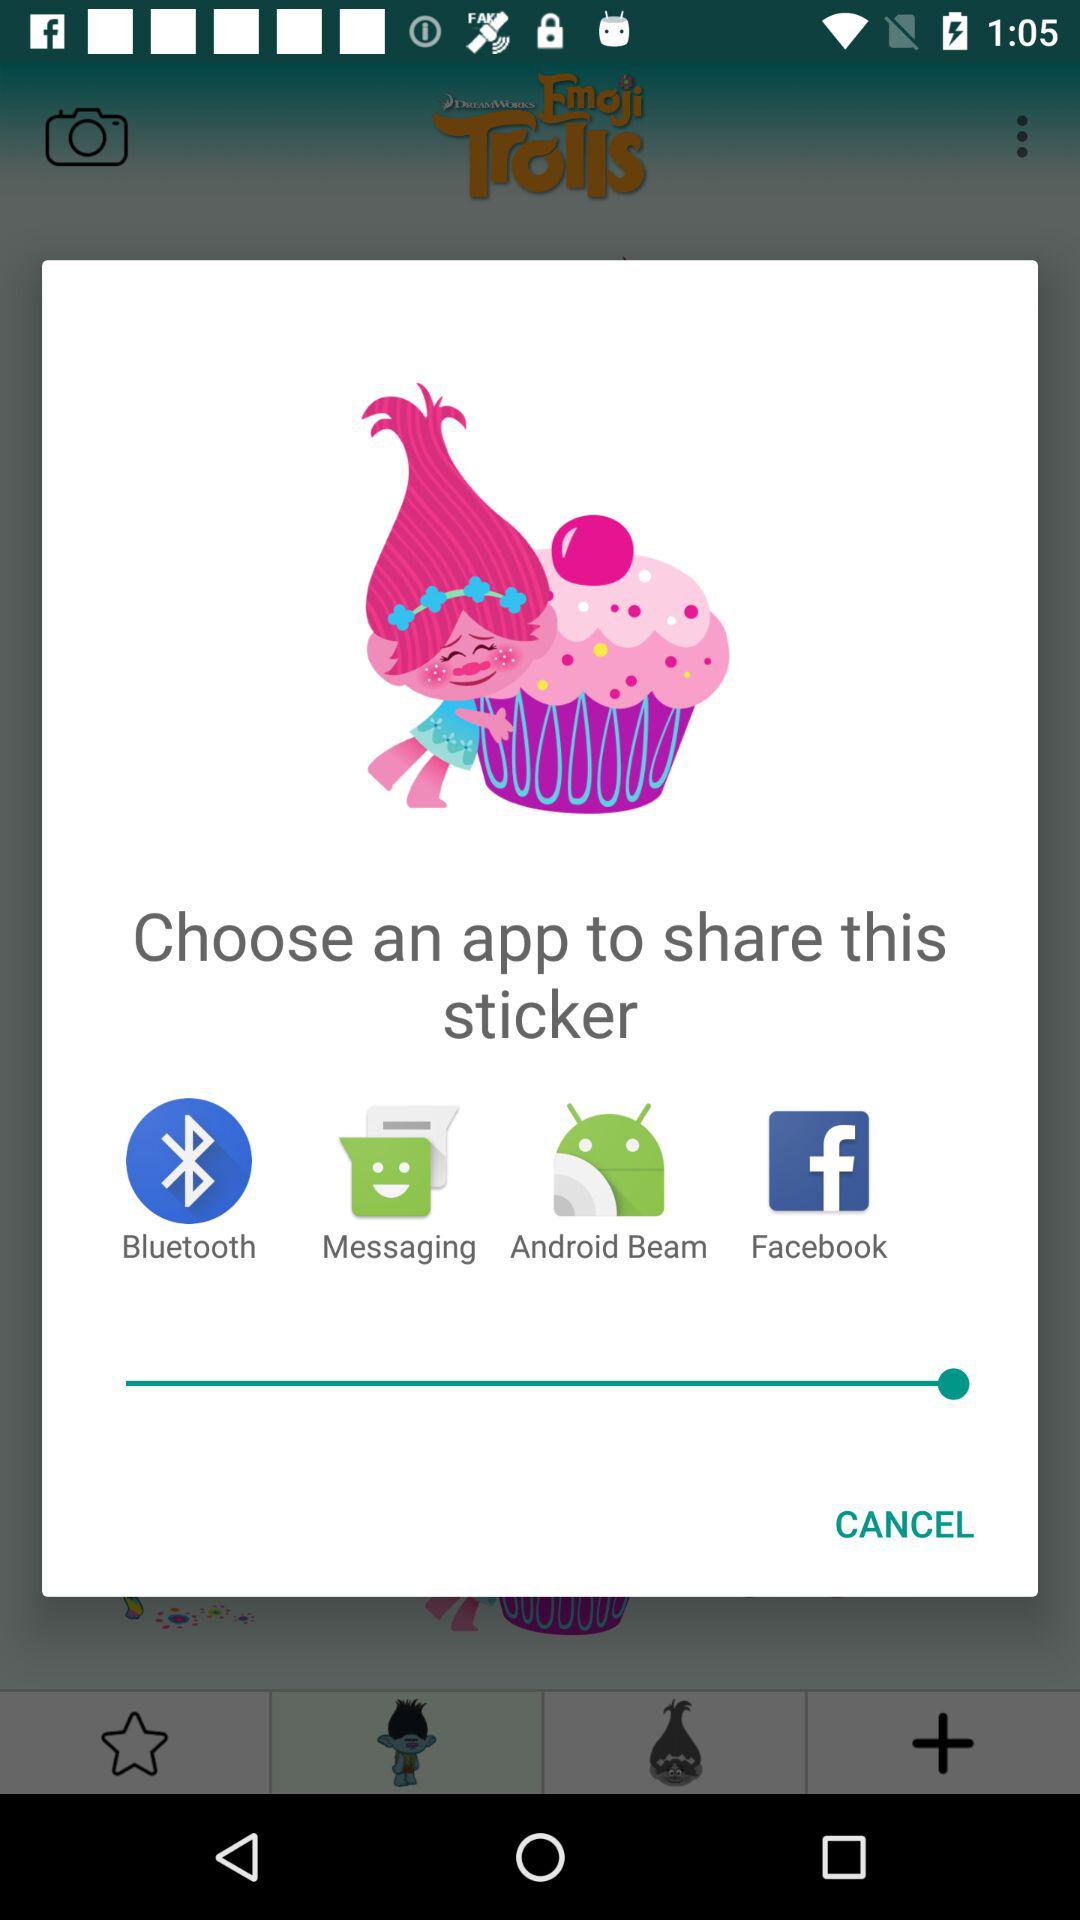 FAKE
1:05
DREAMWORKS
Emoji
Trolls
Choose an app to share this
sticker
Bluetooth
Messaging
Android Beam
Facebook
CANCEL